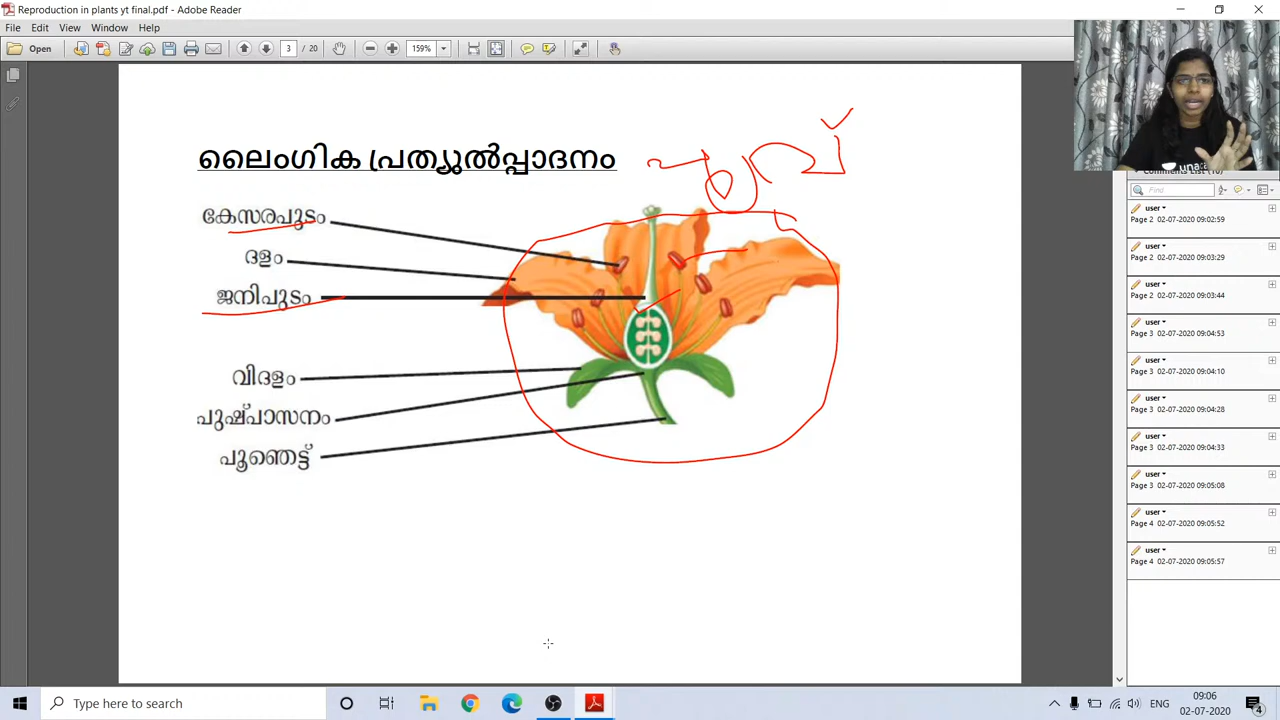 Reproduction in plants yt final.pdf - Adobe Reader
File Edit View Window Help
Open 3 / 20 159%
ലൈംഗിക പ്രത്യുൽപ്പാദനം
കേസരപുടം
ദളം
ജനിപുടം
വിദളം
പുഷ്പാസനം
പൂഞെട്ട്
Find
user
Page 2 02-07-2020 09:02:59
user
Page 2 02-07-2020 09:03:29
user
Page 2 02-07-2020 09:03:44
user
Page 3 02-07-2020 09:04:53
user
Page 3 02-07-2020 09:04:10
user
Page 3 02-07-2020 09:04:28
user
Page 3 02-07-2020 09:04:33
user
Page 3 02-07-2020 09:05:08
user
Page 4 02-07-2020 09:05:52
user
Page 4 02-07-2020 09:05:57
Type here to search
ENG
09:06
02-07-2020
4